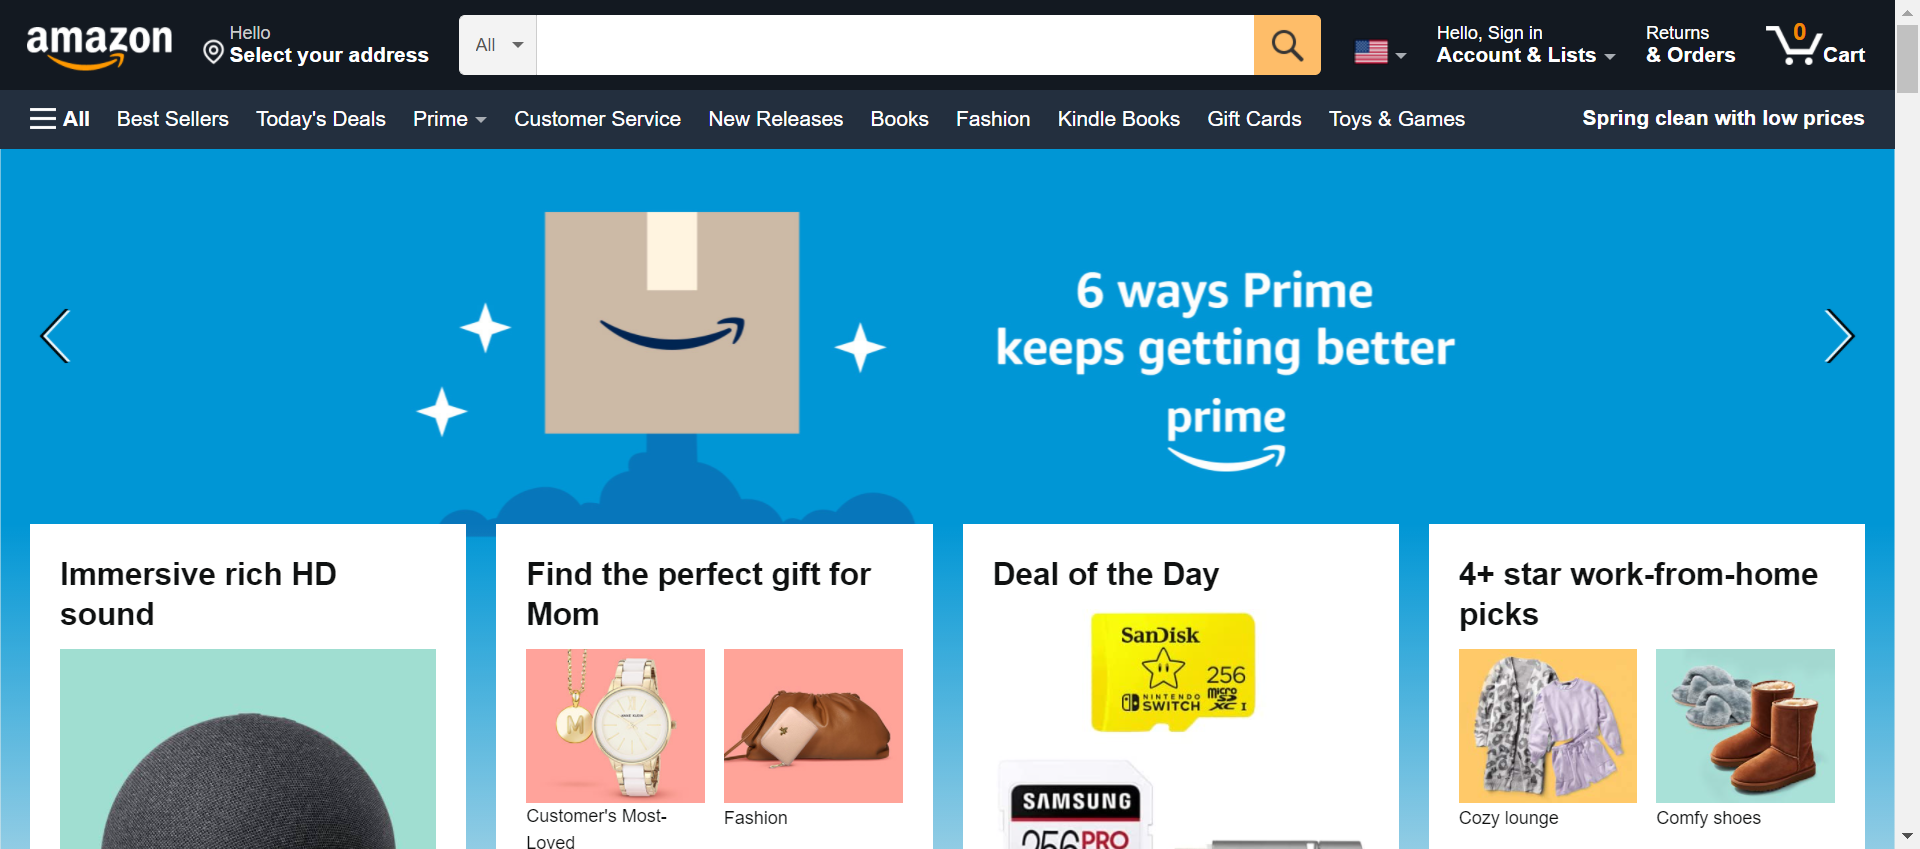 amazon
Hello
Select your address
All
Hello, Sign in
Account & Lists
Returns
& Orders
0
Cart
All
Best Sellers
Today's Deals
Prime
Customer Service
New Releases
Books
Fashion
Kindle Books
Gift Cards
Toys & Games
Spring clean with low prices
6 ways Prime
keeps getting better
prime
Immersive rich HD
sound
Find the perfect gift for
Mom
M
ANNE KLEIN
Customer's Most-
Loved
Fashion
Deal of the Day
SanDisk
256
NINTENDO
SWITCH
micro
SD
XC I
SAMSUNG
256 PRO
4+ star work-from-home
picks
Cozy lounge
Comfy shoes